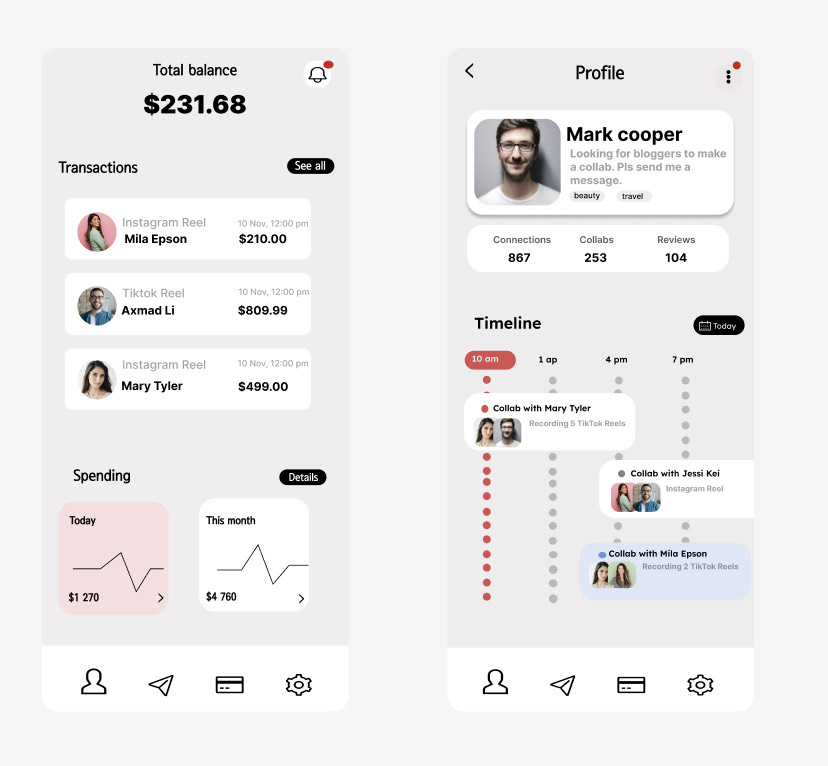 Total balance
$231.68
Transactions
See all
Instagram Reel
10 Nov, 12:00 pm
Mila Epson
$210.00
Tiktok Reel
10 Nov, 12:00 pm
Axmad Li
$809.99
Instagram Reel
10 Nov, 12:00 pm
Mary Tyler
$499.00
Spending
Details
Today
$1 270
This month
$4 760
Profile
Mark cooper
Looking for bloggers to make
a collab. Pls send me a
message.
beauty
travel
Connections
Collabs
Reviews
867
253
104
Timeline
Today
10 am
1 ap
4 pm
7 pm
Collab with Mary Tyler
Recording 5 TikTok Reels
Collab with Jessi Kei
Instagram Reel
Collab with Mila Epson
Recording 2 TikTok Reels